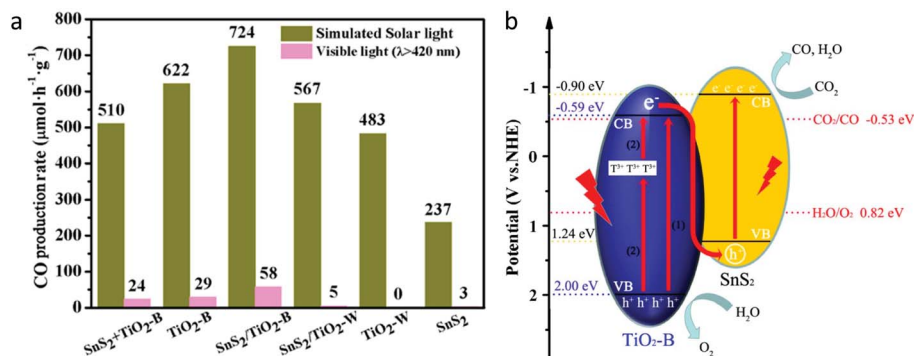 a
CO production rate (μmol·h⁻¹·g⁻¹)
800
700
600
500
400
300
200
100
0
Simulated Solar light
Visible light (λ>420 nm)
510
24
622
29
724
58
567
5
483
0
237
3
SnS₂+TiO₂-B
TiO₂-B
SnS₂/TiO₂-B
SnS₂/TiO₂-W
TiO₂-W
SnS₂
b
Potential (V vs.NHE)
-1
0
1
2
-0.90 eV
-0.59 eV
1.24 eV
2.00 eV
e⁻
CB
(2)
T³⁺ T³⁺ T³⁺
(1)
(2)
VB
h⁺ h⁺ h⁺ h⁺
TiO₂-B
e⁻ e⁻ e⁻ e⁻
CB
VB
h⁺
SnS₂
CO, H₂O
CO₂
CO₂/CO -0.53 eV
H₂O/O₂ 0.82 eV
H₂O
O₂